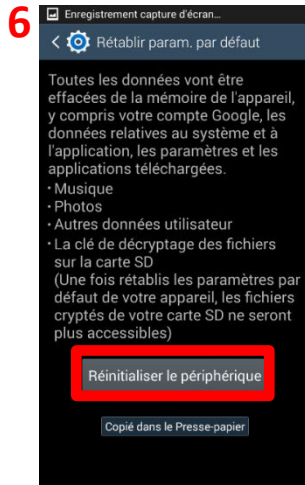 6
Enregistrement capture d'écran...
Rétablir param. par défaut
Toutes les données vont être
effacées de la mémoire de l'appareil,
y compris votre compte Google, les
données relatives au système et à
l'application, les paramètres et les
applications téléchargées.
· Musique
· Photos
· Autres données utilisateur
· La clé de décryptage des fichiers
sur la carte SD
(Une fois rétablis les paramètres par
défaut de votre appareil, les fichiers
cryptés de votre carte SD ne seront
plus accessibles)
Réinitialiser le périphérique
Copié dans le Presse-papier